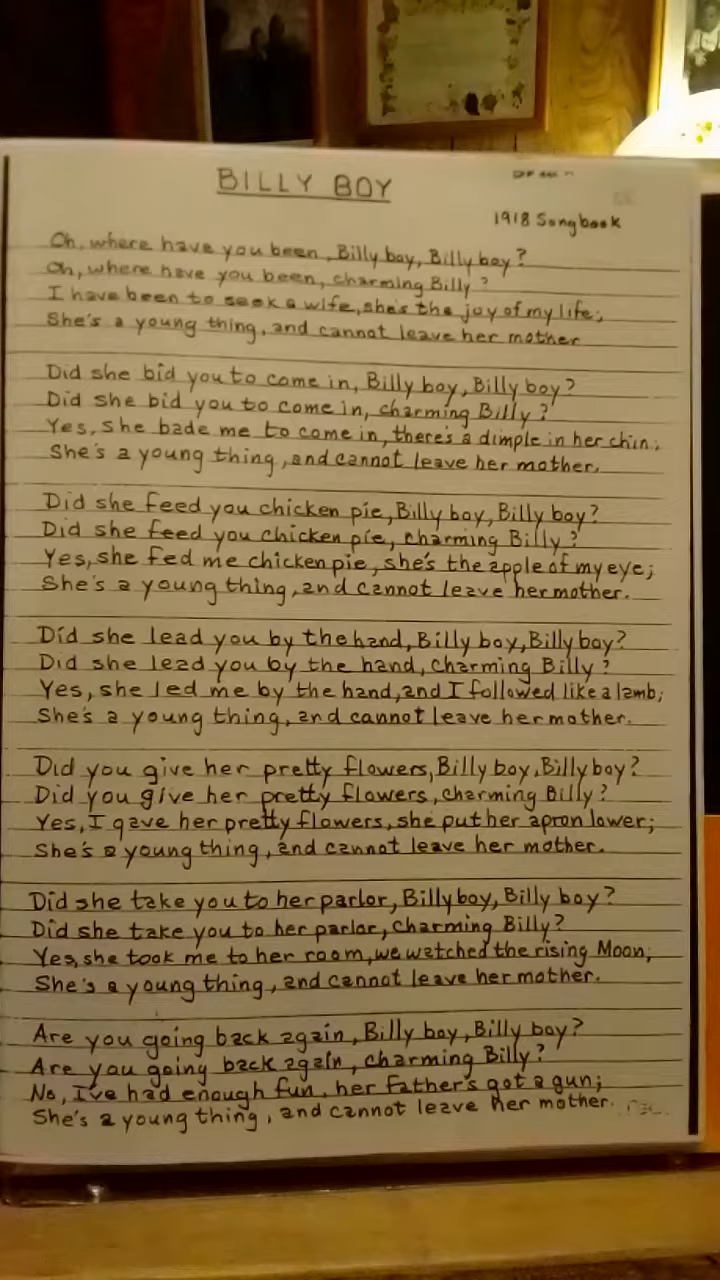 BILLY BOY
1918 Songbook
Oh, where have you been, Billy boy, Billy boy?
Oh, where have you been, charming Billy?
I have been to seek a wife, she's the joy of my life;
She's a young thing, and cannot leave her mother
Did she bid you to come in, Billy boy, Billy boy?
Did she bid you to come in, charming Billy?
Yes, she bade me to come in, there's a dimple in her chin;
She's a young thing, and cannot leave her mother.
Did she feed you chicken pie, Billy boy, Billy boy?
Did she feed you chicken pie, charming Billy?
Yes, she fed me chicken pie, she's the apple of my eye;
She's a young thing, and cannot leave her mother.
Did she lead you by the hand, Billy boy, Billy boy?
Did she lead you by the hand, charming Billy?
Yes, she led me by the hand, and I followed like a lamb;
She's a young thing, and cannot leave her mother.
Did you give her pretty flowers, Billy boy, Billy boy?
Did you give her pretty flowers, charming Billy?
Yes, I gave her pretty flowers, she put her apron lower;
She's a young thing, and cannot leave her mother.
Did she take you to her parlor, Billy boy, Billy boy?
Did she take you to her parlor, charming Billy?
Yes, she took me to her room, we watched the rising Moon;
She's a young thing, and cannot leave her mother.
Are you going back again, Billy boy, Billy boy?
Are you going back again, charming Billy?
No, I've had enough fun, her Father's got a gun;
She's a young thing, and cannot leave her mother.